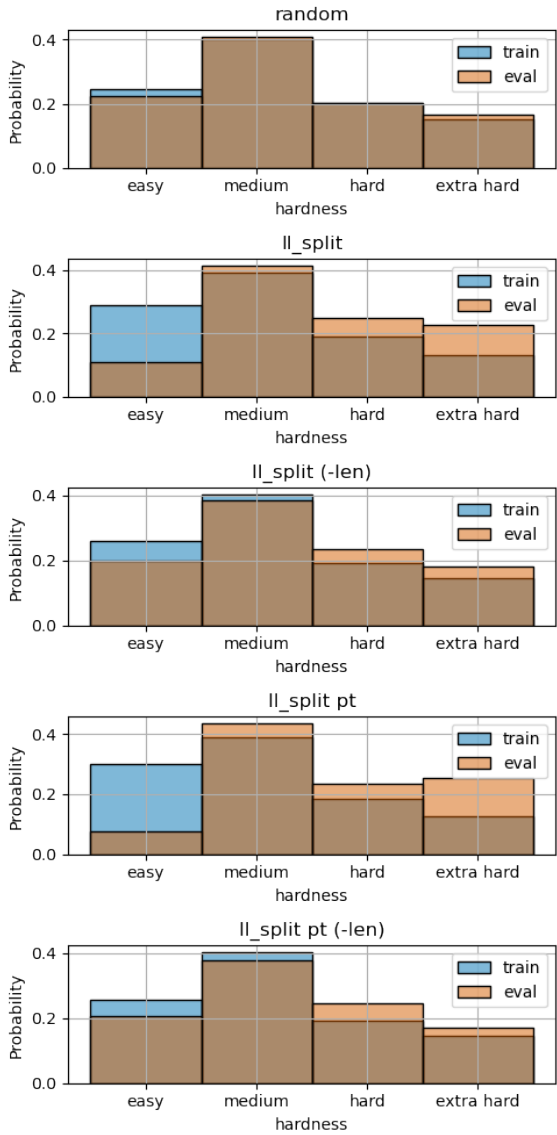 random
0.4
0.2
0.0
Probability
train
eval
easy medium hard extra hard
hardness
ll_split
0.4
0.2
0.0
Probability
train
eval
easy medium hard extra hard
hardness
ll_split (-len)
0.4
0.2
0.0
Probability
train
eval
easy medium hard extra hard
hardness
ll_split pt
0.4
0.2
0.0
Probability
train
eval
easy medium hard extra hard
hardness
ll_split pt (-len)
0.4
0.2
0.0
Probability
train
eval
easy medium hard extra hard
hardness